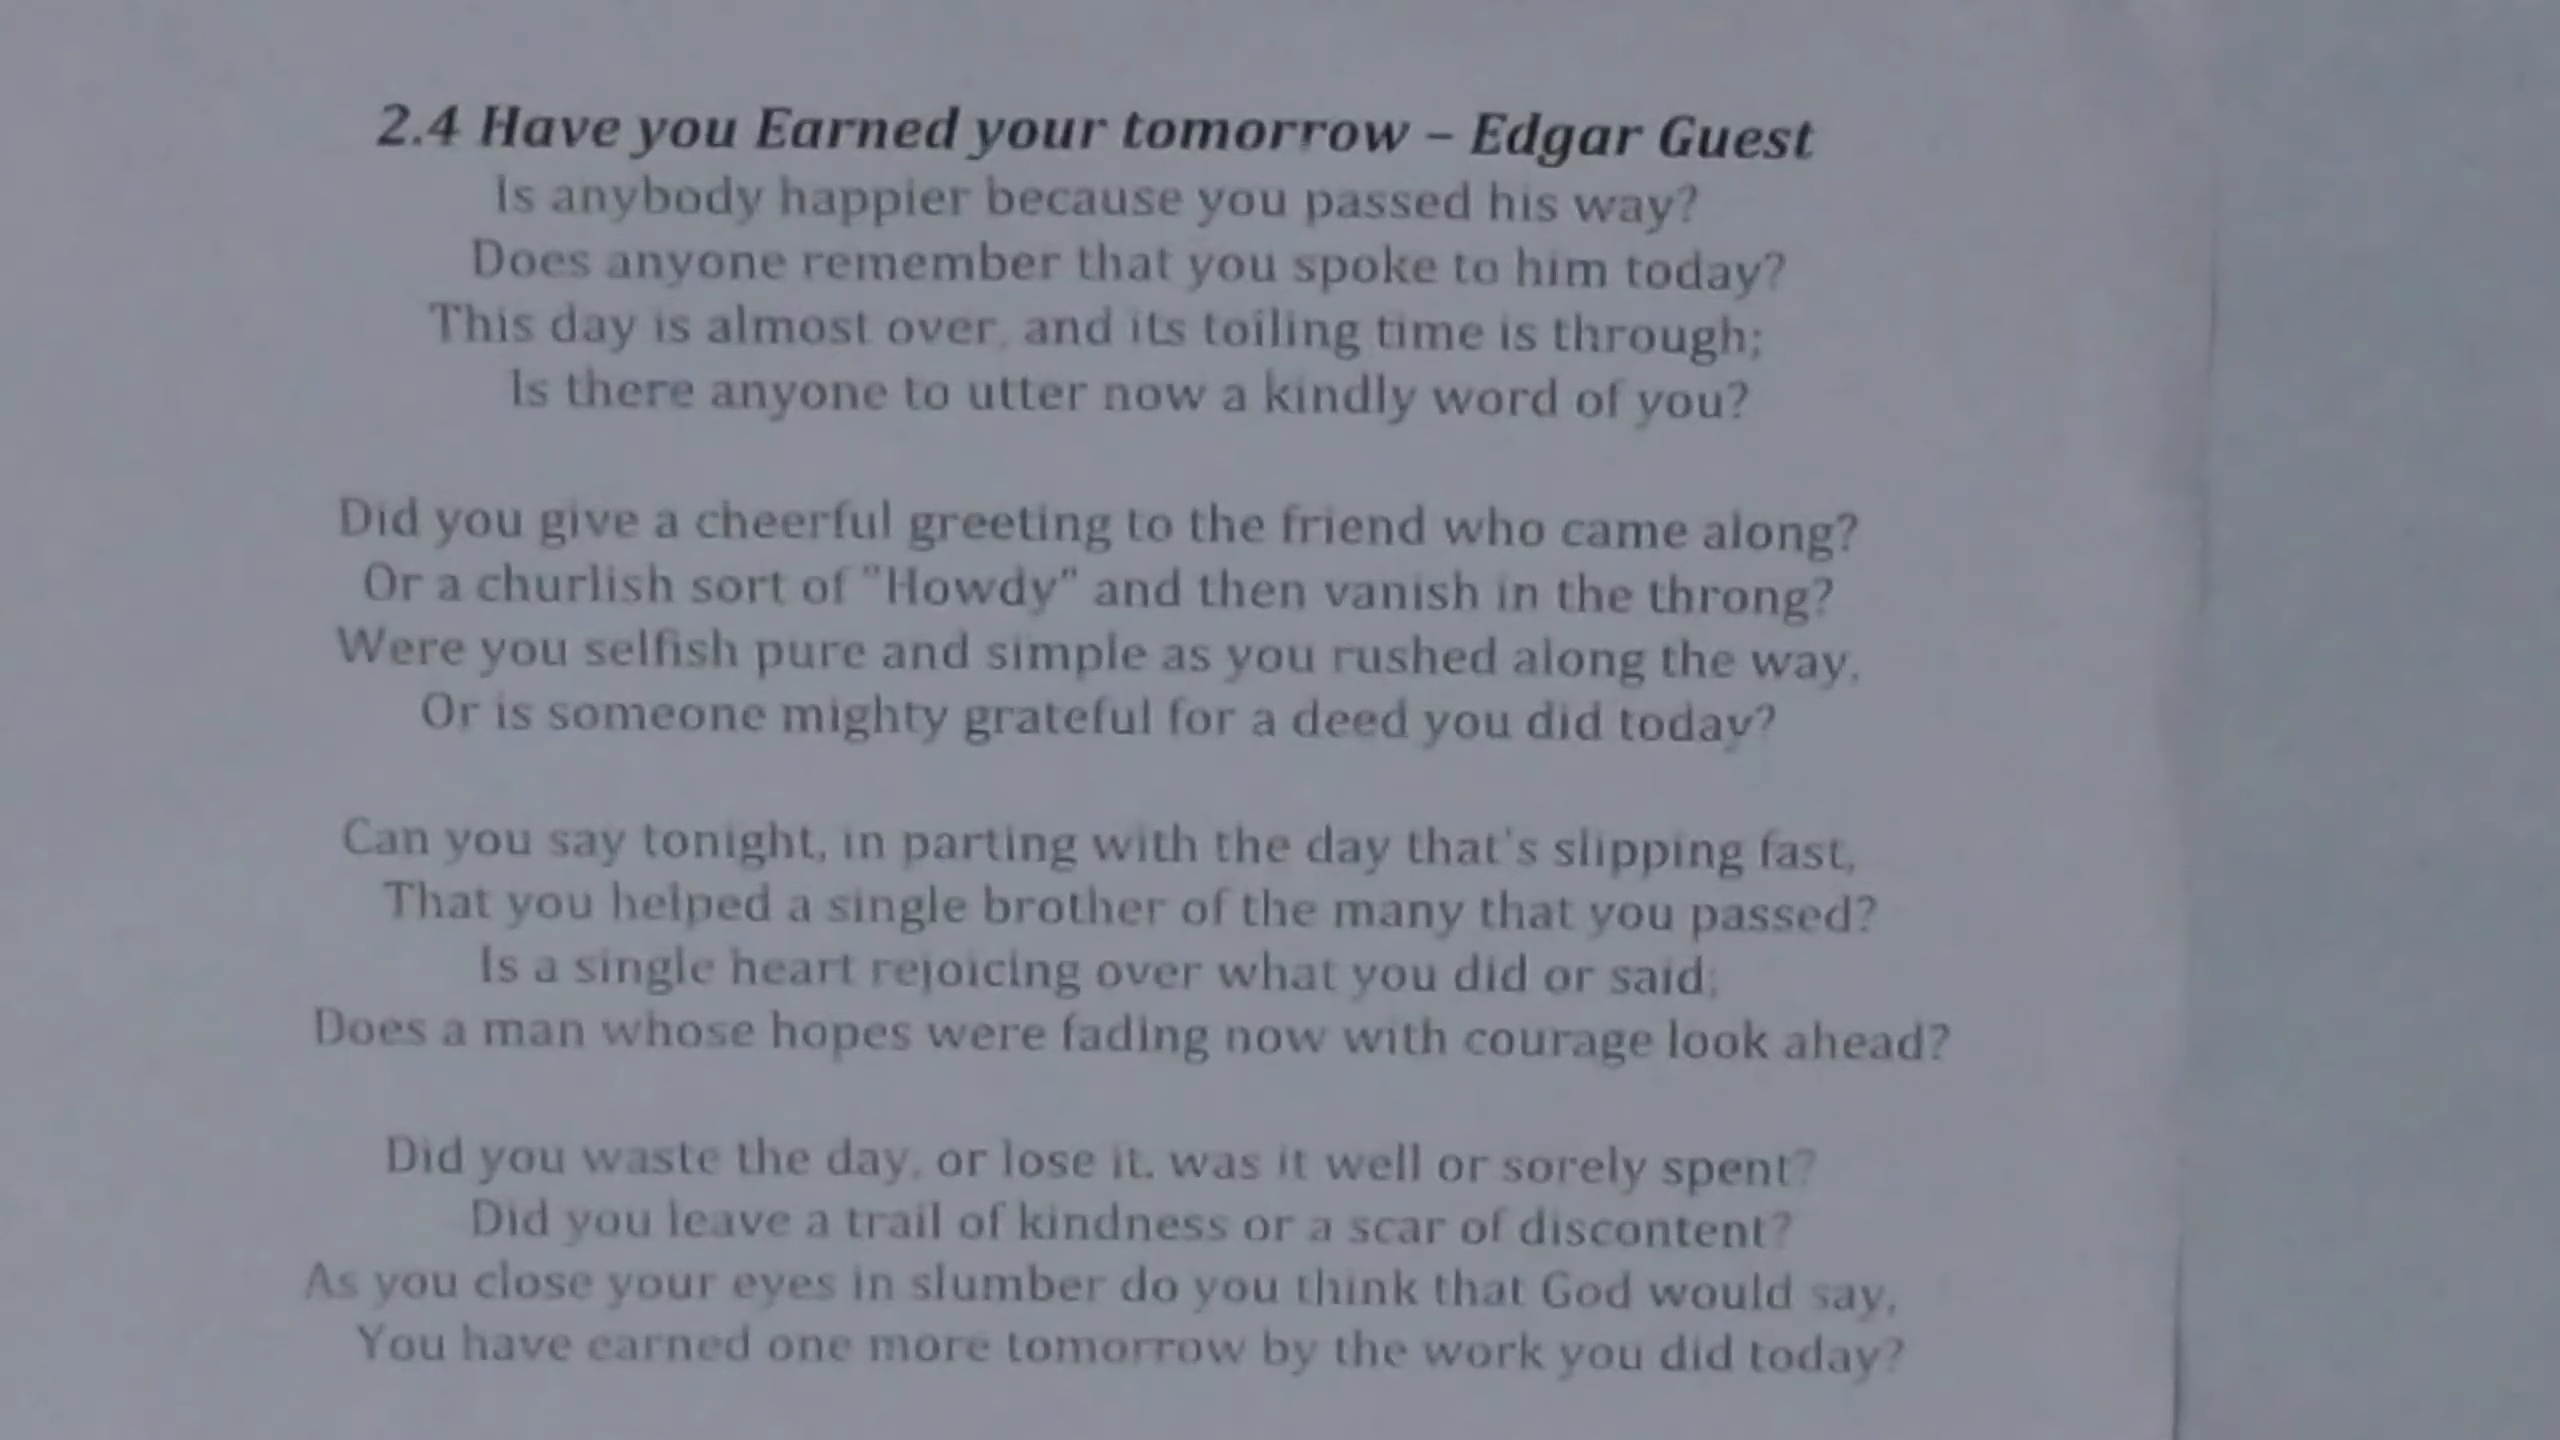 2.4 Have you Earned your tomorrow – Edgar Guest
Is anybody happier because you passed his way?
Does anyone remember that you spoke to him today?
This day is almost over, and its toiling time is through;
Is there anyone to utter now a kindly word of you?
Did you give a cheerful greeting to the friend who came along?
Or a churlish sort of "Howdy" and then vanish in the throng?
Were you selfish pure and simple as you rushed along the way,
Or is someone mighty grateful for a deed you did today?
Can you say tonight, in parting with the day that's slipping fast,
That you helped a single brother of the many that you passed?
Is a single heart rejoicing over what you did or said;
Does a man whose hopes were fading now with courage look ahead?
Did you waste the day, or lose it, was it well or sorely spent?
Did you leave a trail of kindness or a scar of discontent?
As you close your eyes in slumber do you think that God would say,
You have earned one more tomorrow by the work you did today?